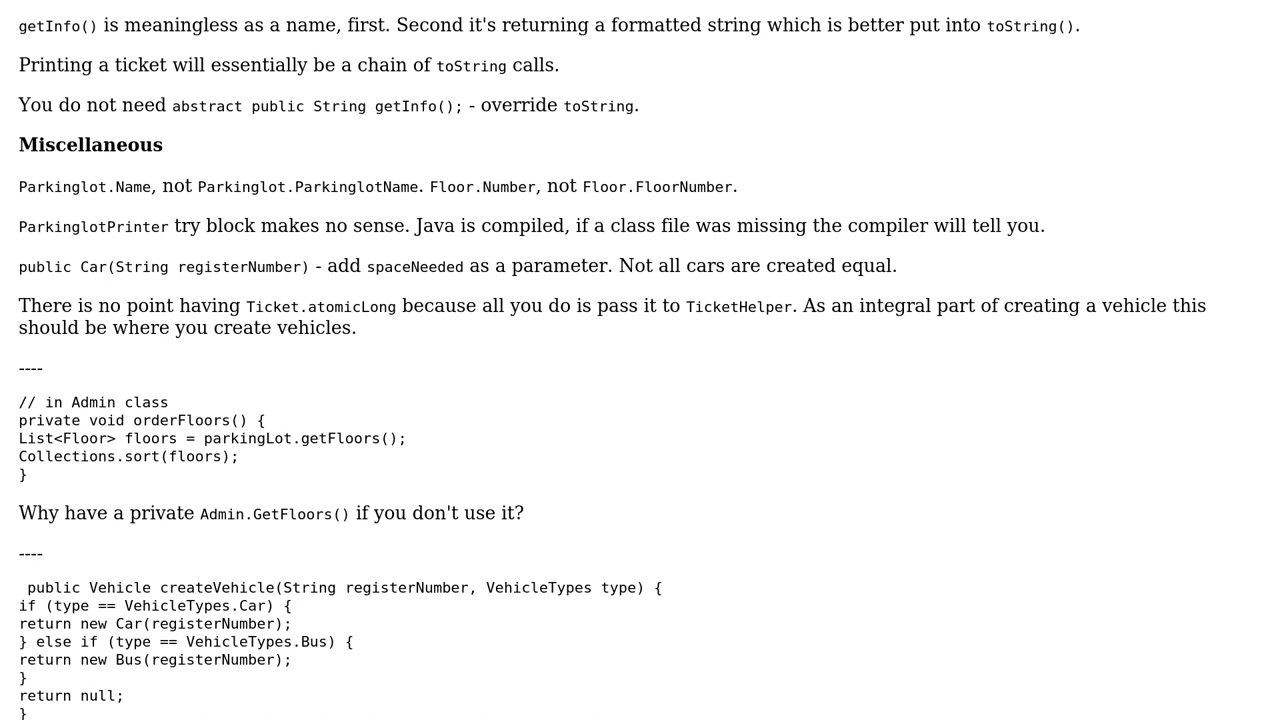 getInfo() is meaningless as a name, first. Second it's returning a formatted string which is better put into toString().
Printing a ticket will essentially be a chain of toString calls.
You do not need abstract public String getInfo(); - override toString.
Miscellaneous
Parkinglot.Name, not Parkinglot.ParkinglotName. Floor.Number, not Floor.FloorNumber.
ParkinglotPrinter try block makes no sense. Java is compiled, if a class file was missing the compiler will tell you.
public Car(String registerNumber) - add spaceNeeded as a parameter. Not all cars are created equal.
There is no point having Ticket.atomicLong because all you do is pass it to TicketHelper. As an integral part of creating a vehicle this
should be where you create vehicles.
----
// in Admin class
private void orderFloors() {
List<Floor> floors = parkingLot.getFloors();
Collections.sort(floors);
}
Why have a private Admin.GetFloors() if you don't use it?
----
public Vehicle createVehicle(String registerNumber, VehicleTypes type) {
if (type == VehicleTypes.Car) {
return new Car(registerNumber);
} else if (type == VehicleTypes.Bus) {
return new Bus(registerNumber);
}
return null;
}